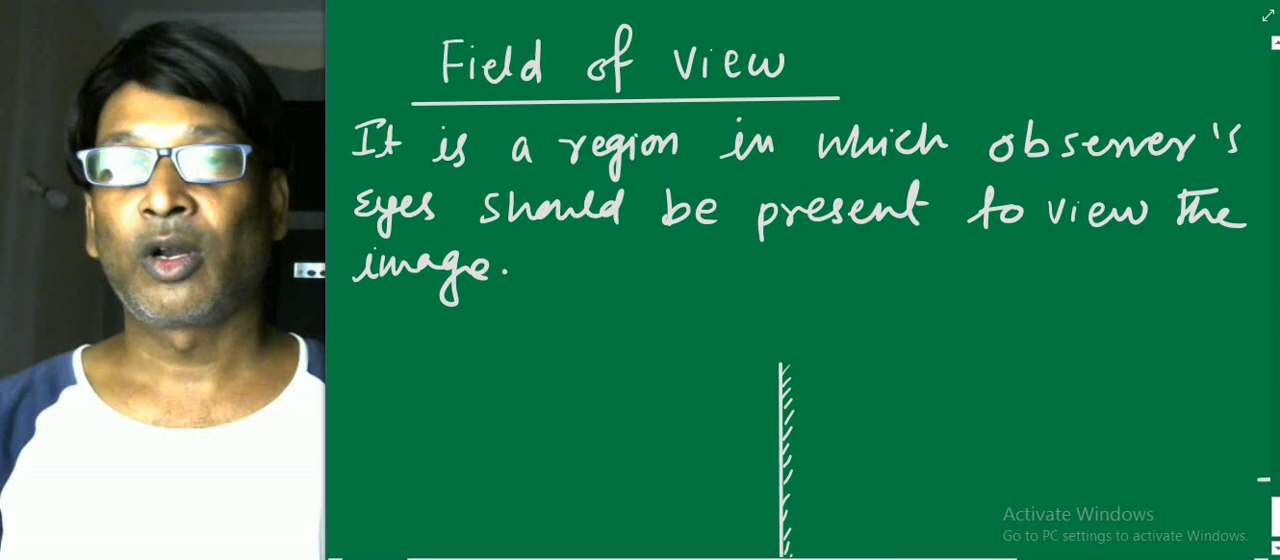 Field of view
It is a region in which observer's
Eyes should be present to view the
image.
Activate Windows
Go to PC settings to activate Windows.